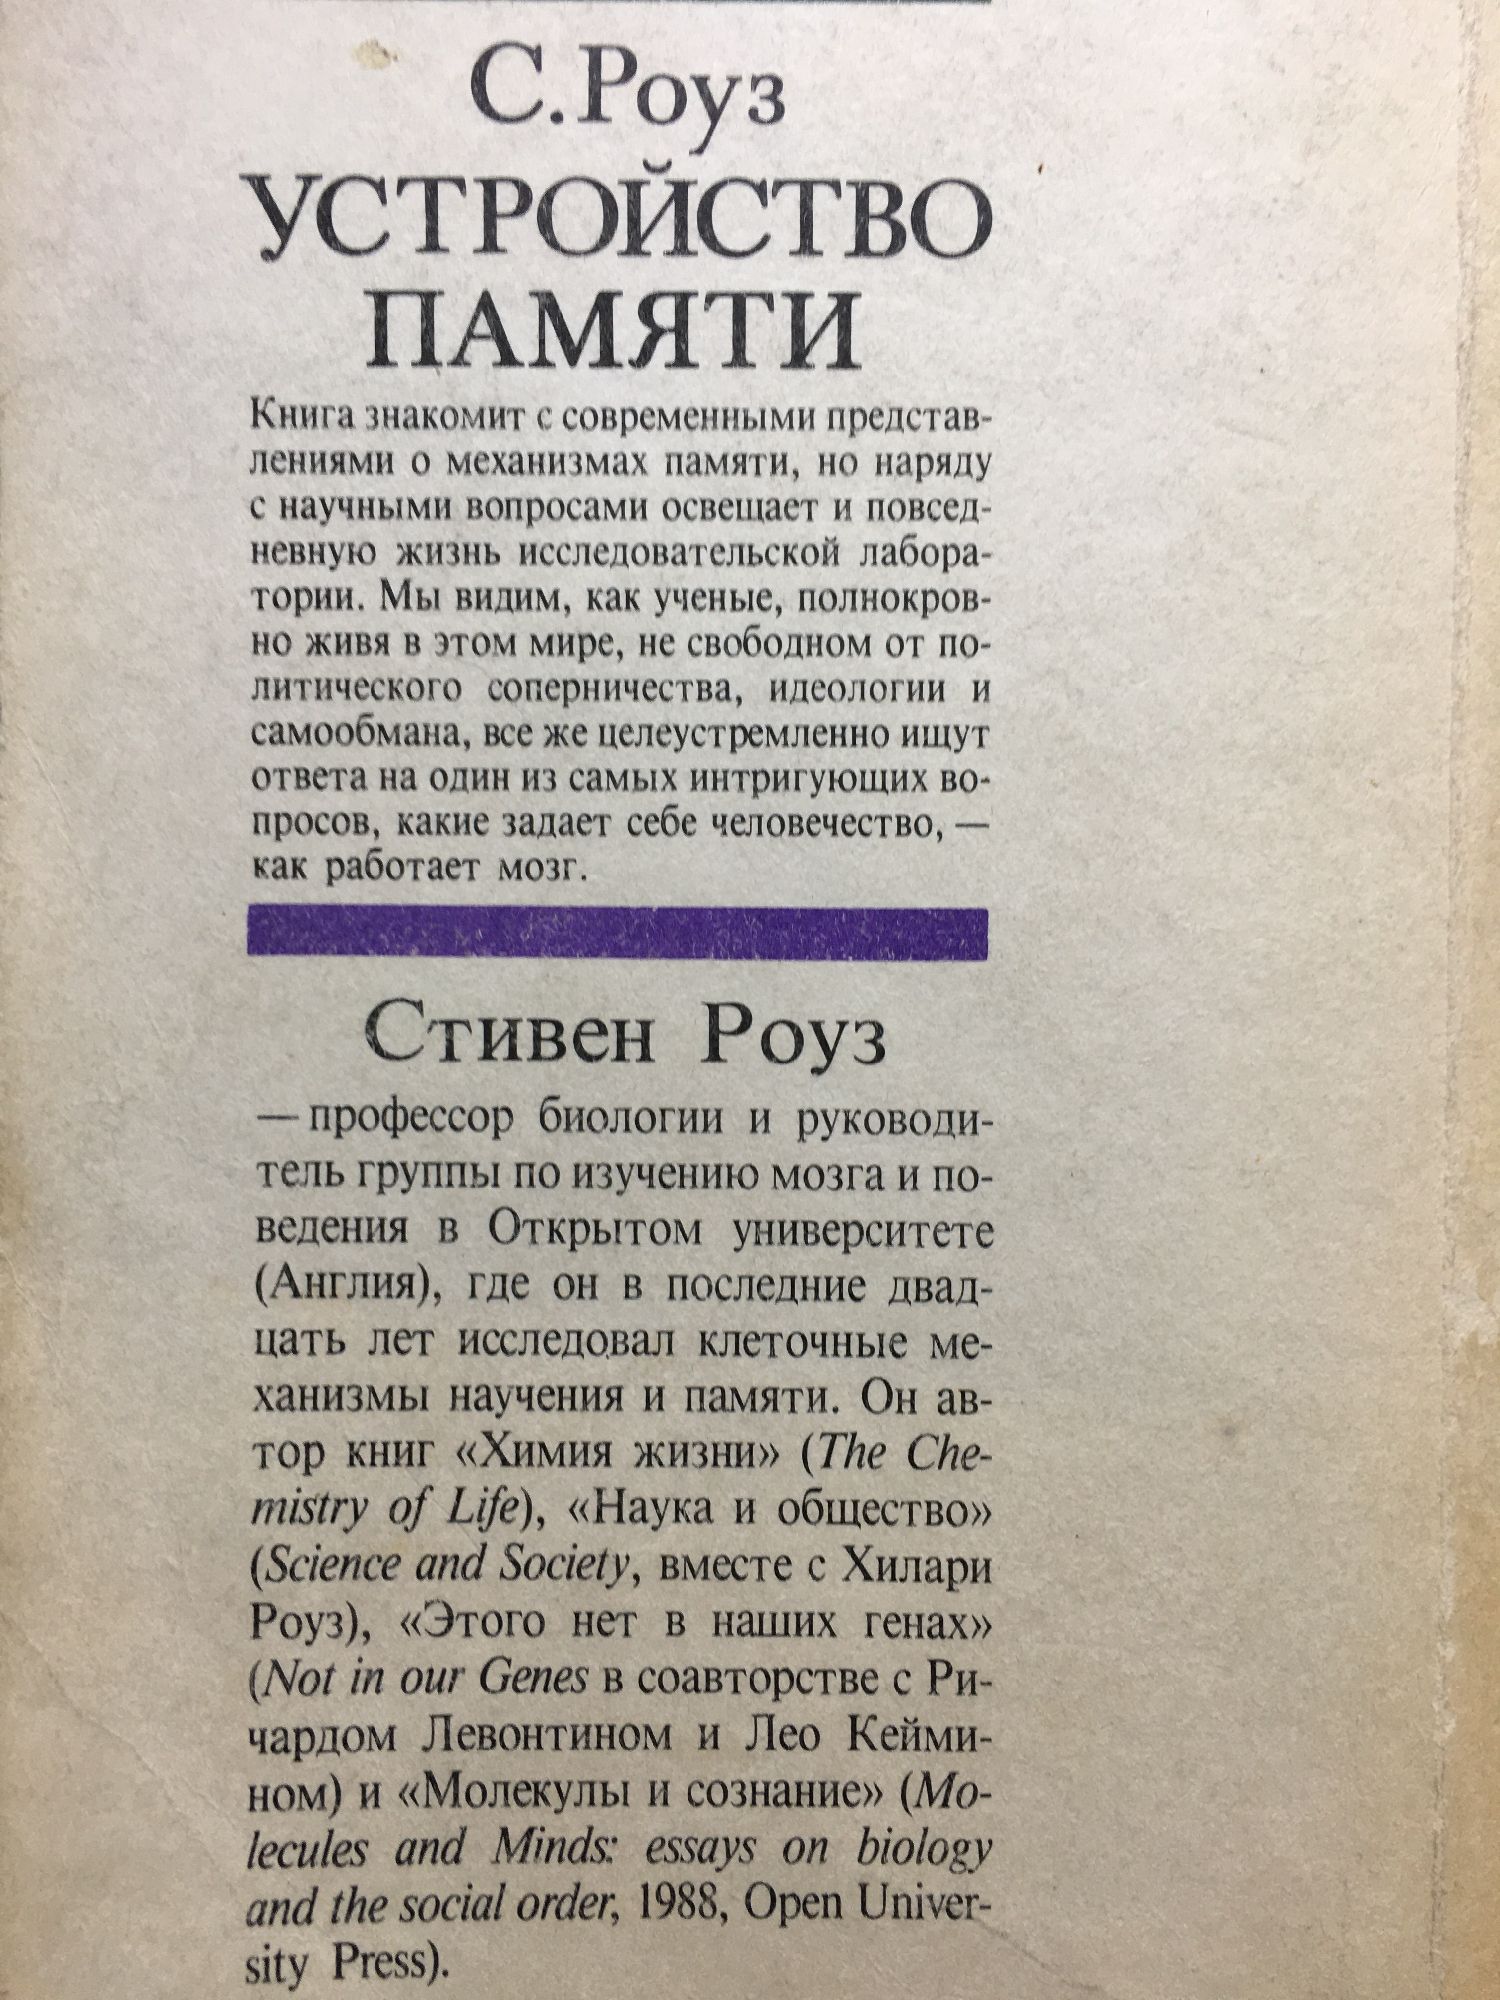 С. Роуз
УСТРОЙСТВО
ПАМЯТИ
Книга знакомит с современными представ-
лениями о механизмах памяти, но наряду
с научными вопросами освещает и повсед-
невную жизнь исследовательской лабора-
тории. Мы видим, как ученые, полнокров-
но живя в этом мире, не свободном от по-
литического соперничества, идеологии и
самообмана, все же целеустремленно ищут
ответа на один из самых интригующих во-
просов, какие задает себе человечество, —
как работает мозг.
Стивен Роуз
— профессор биологии и руководи-
тель группы по изучению мозга и по-
ведения в Открытом университете
(Англия), где он в последние двад-
цать лет исследовал клеточные ме-
ханизмы научения и памяти. Он ав-
тор книг «Химия жизни» (The Che-
mistry of Life), «Наука и общество»
(Science and Society, вместе с Хилари
Роуз), «Этого нет в наших генах»
(Not in our Genes в соавторстве с Ри-
чардом Левонтином и Лео Кейми-
ном) и «Молекулы и сознание» (Mo-
lecules and Minds: essays on biology
and the social order, 1988, Open Univer-
sity Press).